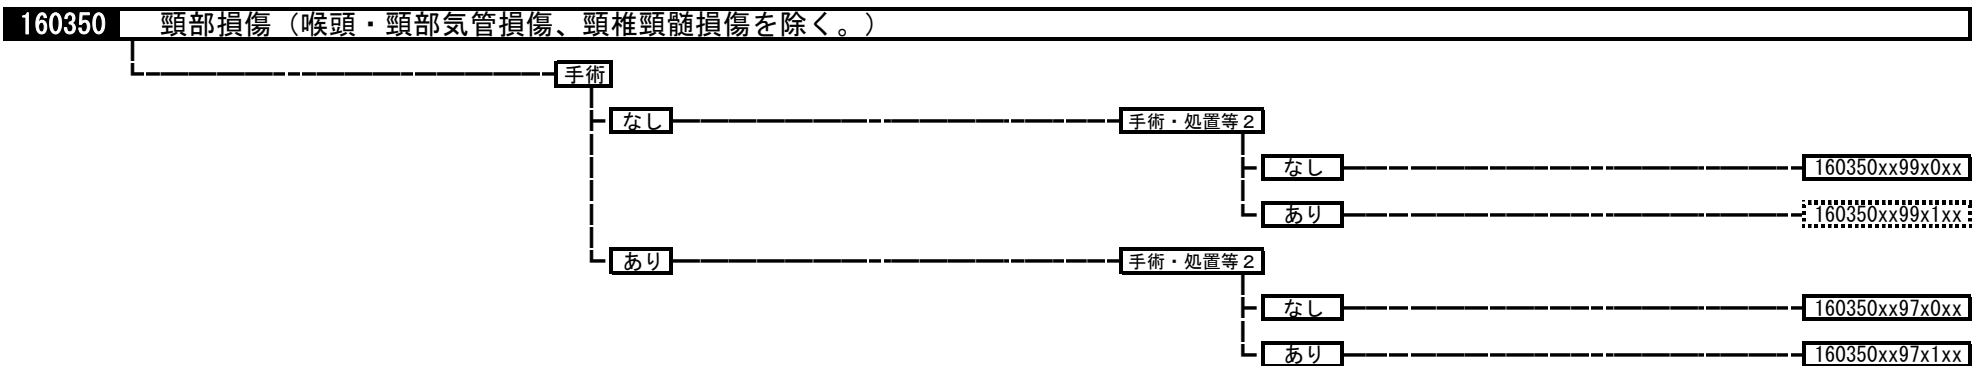 160350 頸部損傷（喉頭・頸部気管損傷、頸椎頸髄損傷を除く。）
手術
なし 手術・処置等２
なし 160350xx99x0xx
あり 160350xx99x1xx
あり 手術・処置等２
なし 160350xx97x0xx
あり 160350xx97x1xx